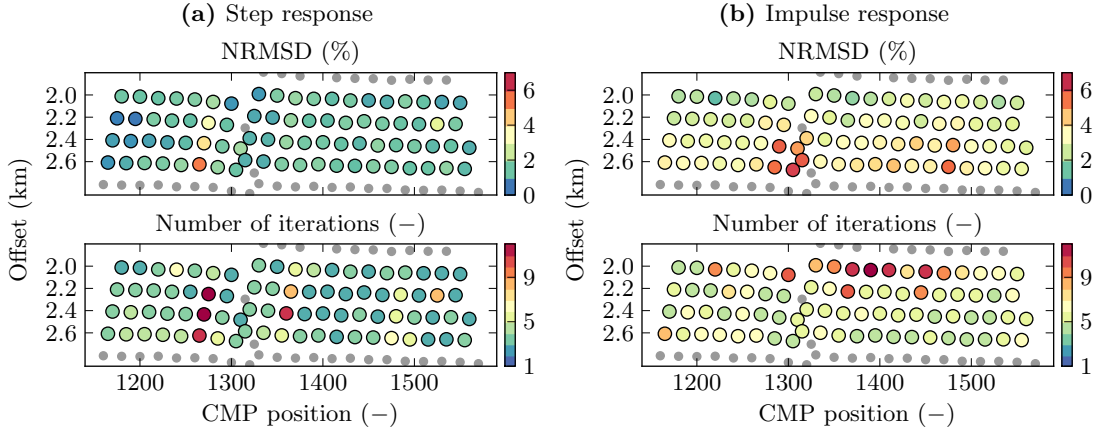 (a) Step response
NRMSD (%)
2.0
2.2
2.4
2.6
6
4
2
0
Number of iterations (−)
2.0
2.2
2.4
2.6
9
5
1
1200 1300 1400 1500
CMP position (−)
Offset (km)
(b) Impulse response
NRMSD (%)
2.0
2.2
2.4
2.6
6
4
2
0
Number of iterations (−)
2.0
2.2
2.4
2.6
9
5
1
1200 1300 1400 1500
CMP position (−)
Offset (km)